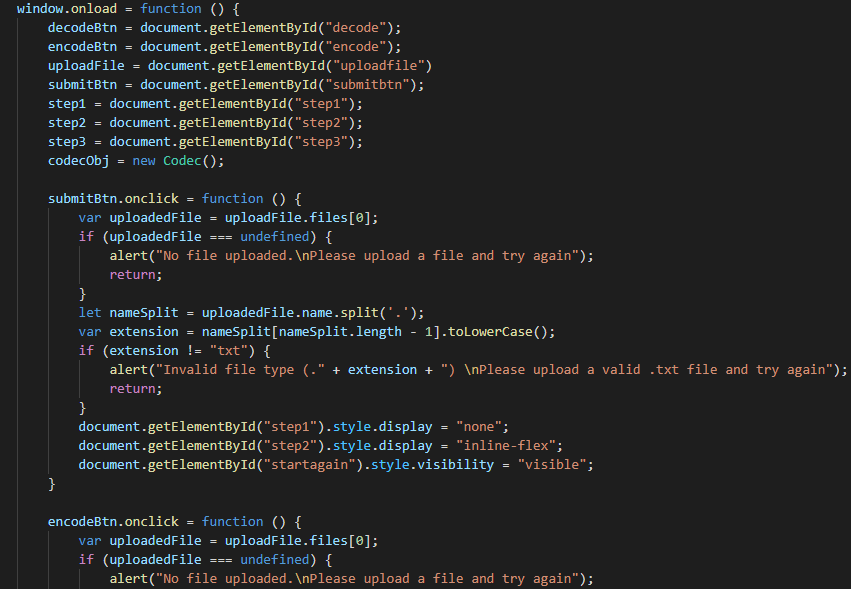 window.onload = function () {
    decodeBtn = document.getElementById("decode");
    encodeBtn = document.getElementById("encode");
    uploadFile = document.getElementById("uploadfile")
    submitBtn = document.getElementById("submitbtn");
    step1 = document.getElementById("step1");
    step2 = document.getElementById("step2");
    step3 = document.getElementById("step3");
    codecObj = new Codec();

    submitBtn.onclick = function () {
        var uploadedFile = uploadFile.files[0];
        if (uploadedFile === undefined) {
            alert("No file uploaded.\nPlease upload a file and try again");
            return;
        }
        let nameSplit = uploadedFile.name.split('.');
        var extension = nameSplit[nameSplit.length - 1].toLowerCase();
        if (extension != "txt") {
            alert("Invalid file type (." + extension + ") \nPlease upload a valid .txt file and try again");
            return;
        }
        document.getElementById("step1").style.display = "none";
        document.getElementById("step2").style.display = "inline-flex";
        document.getElementById("startagain").style.visibility = "visible";
    }

    encodeBtn.onclick = function () {
        var uploadedFile = uploadFile.files[0];
        if (uploadedFile === undefined) {
            alert("No file uploaded.\nPlease upload a file and try again");